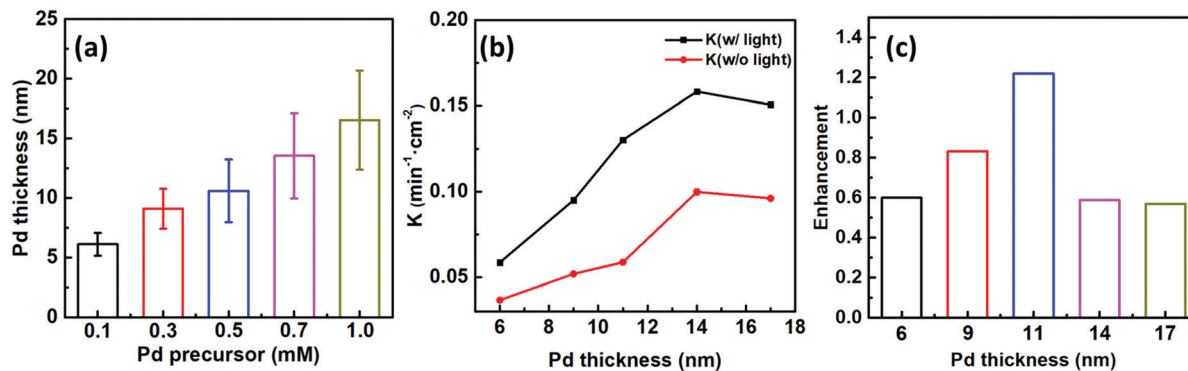 (a)
Pd thickness (nm)
25
20
15
10
5
0
0.1 0.3 0.5 0.7 1.0
Pd precursor (mM)
(b)
K(w/ light)
K(w/o light)
K (min⁻¹·cm⁻²)
0.20
0.15
0.10
0.05
6 8 10 12 14 16 18
Pd thickness (nm)
(c)
Enhancement
1.4
1.2
1.0
0.8
0.6
0.4
0.2
0.0
6 9 11 14 17
Pd thickness (nm)